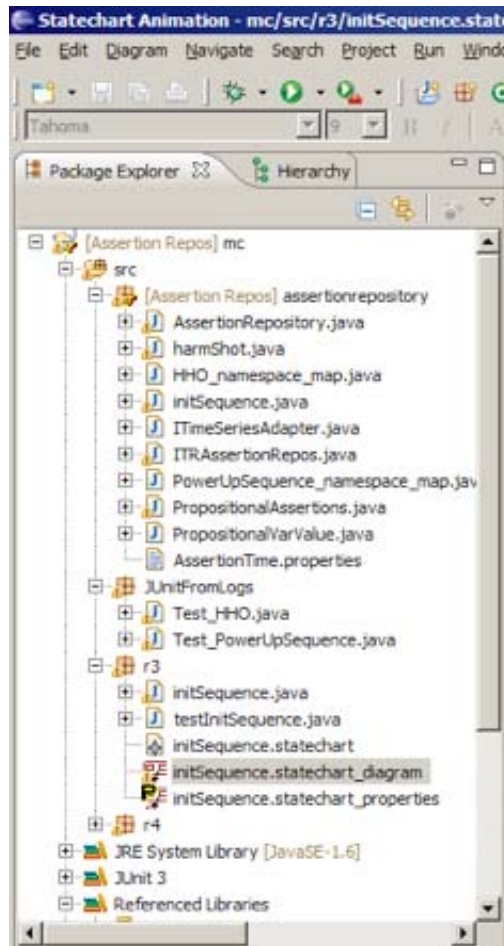 Statechart Animation - mc/src/r3/initSequence.stat
File Edit Diagram Navigate Search Project Run Windo
Tahoma 9 B I A
Package Explorer Hierarchy
[Assertion Repos] mc
src
[Assertion Repos] assertionrepository
AssertionRepository.java
harmShot.java
HHO_namespace_map.java
initSequence.java
ITimeSeriesAdapter.java
ITRAssertionRepos.java
PowerUpSequence_namespace_map.jav
PropositionalAssertions.java
PropositionalVarValue.java
AssertionTime.properties
JUnitFromLogs
Test_HHO.java
Test_PowerUpSequence.java
r3
initSequence.java
testInitSequence.java
initSequence.statechart
initSequence.statechart_diagram
initSequence.statechart_properties
r4
JRE System Library [JavaSE-1.6]
JUnit 3
Referenced Libraries